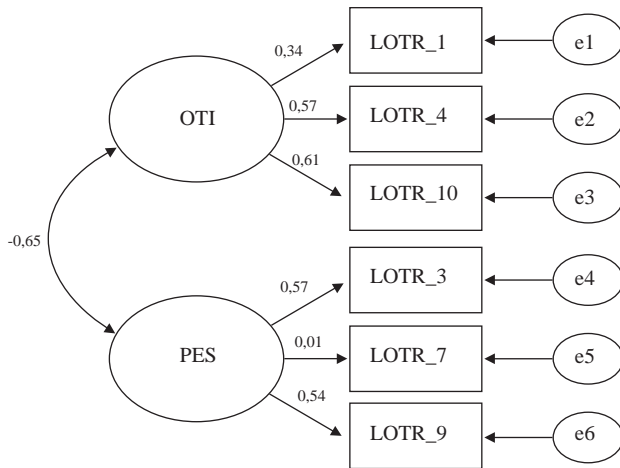 LOTR_1
e1
0,34
OTI
0,57
LOTR_4
e2
0,61
LOTR_10
e3
-0,65
LOTR_3
e4
0,57
PES
0,01
LOTR_7
e5
0,54
LOTR_9
e6